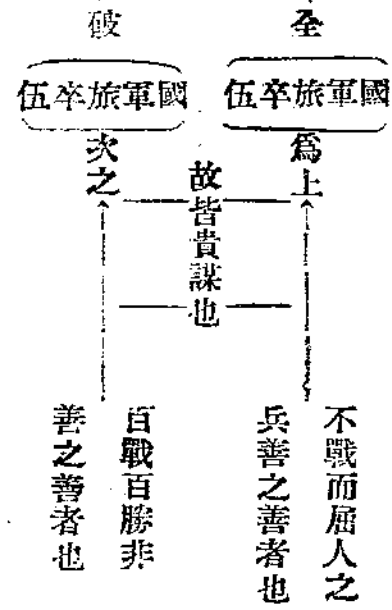 全
國軍旅卒伍
爲上
不戰而屈人之
兵善之善者也
故皆貴謀也
破
國軍旅卒伍
次之
百戰百勝非
善之善者也